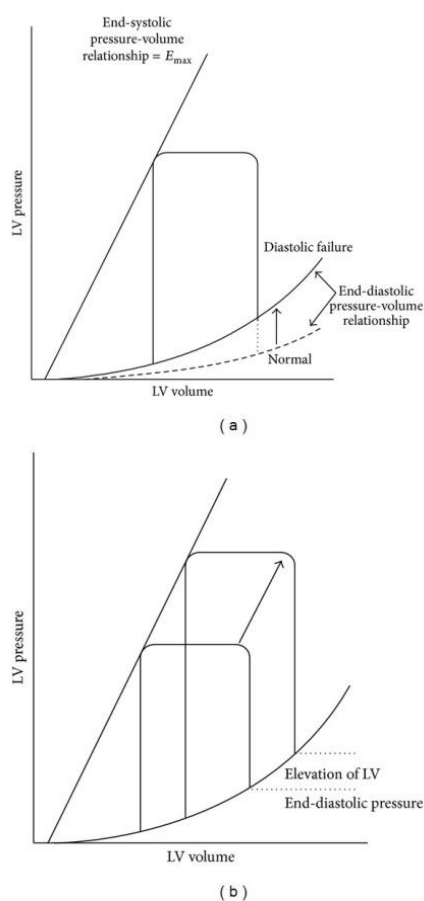 End-systolic
pressure-volume
relationship = Emax
LV pressure
Diastolic failure
End-diastolic
pressure-volume
relationship
Normal
LV volume
( a )
LV pressure
Elevation of LV
End-diastolic pressure
LV volume
( b )